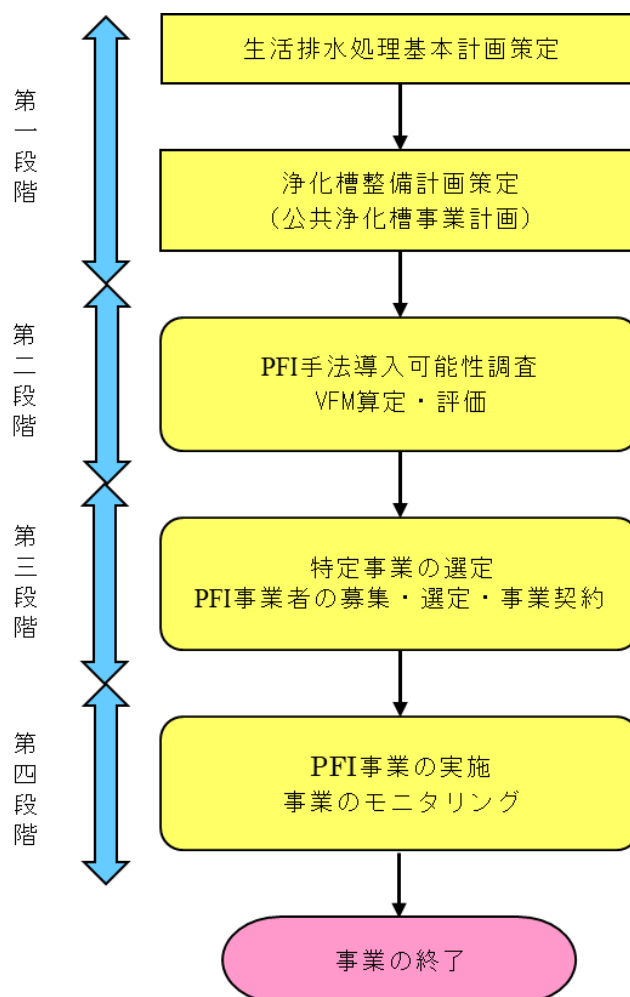 生活排水処理基本計画策定
第一段階
浄化槽整備計画策定
（公共浄化槽事業計画）
第二段階
PFI手法導入可能性調査
VFM算定・評価
第三段階
特定事業の選定
PFI事業者の募集・選定・事業契約
第四段階
PFI事業の実施
事業のモニタリング
事業の終了